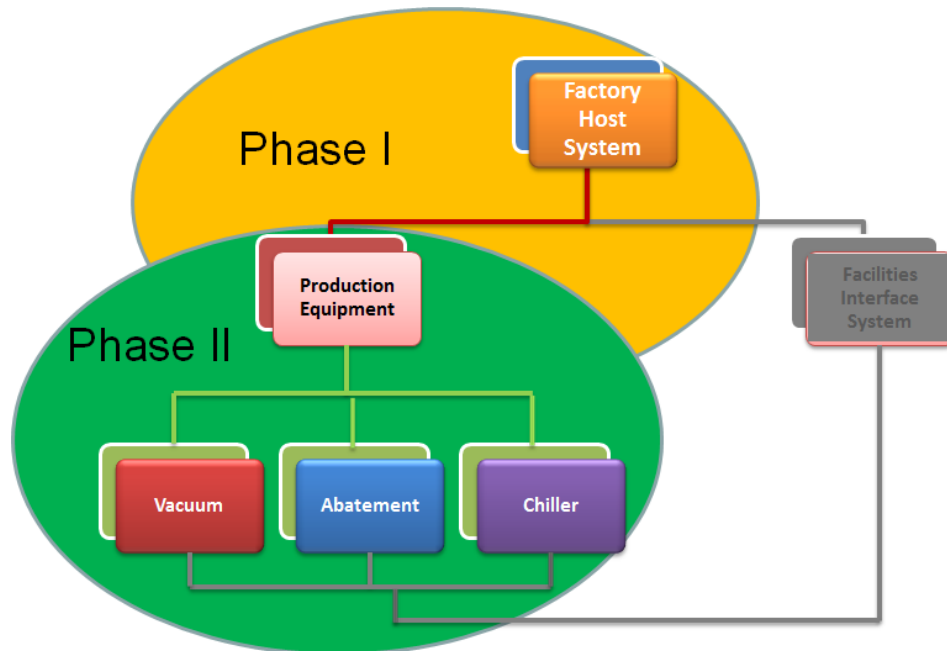 Factory
Host
System
Phase I
Production
Equipment
Facilities
Interface
System
Phase II
Vacuum
Abatement
Chiller